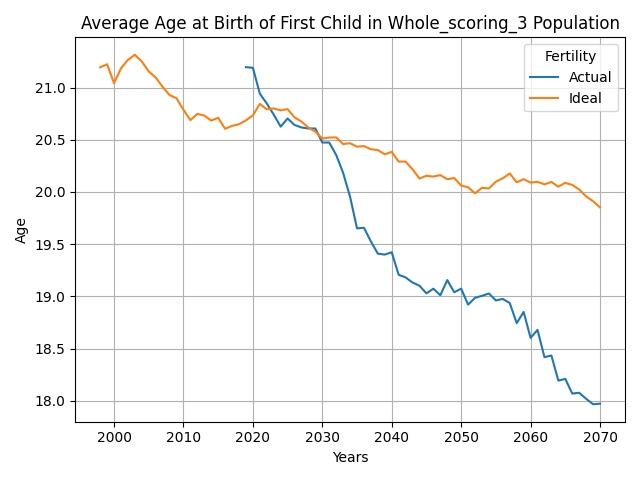 Average Age at Birth of First Child in Whole_scoring_3 Population
Fertility
Actual
Ideal
Age
21.0
20.5
20.0
19.5
19.0
18.5
18.0
2000 2010 2020 2030 2040 2050 2060 2070
Years